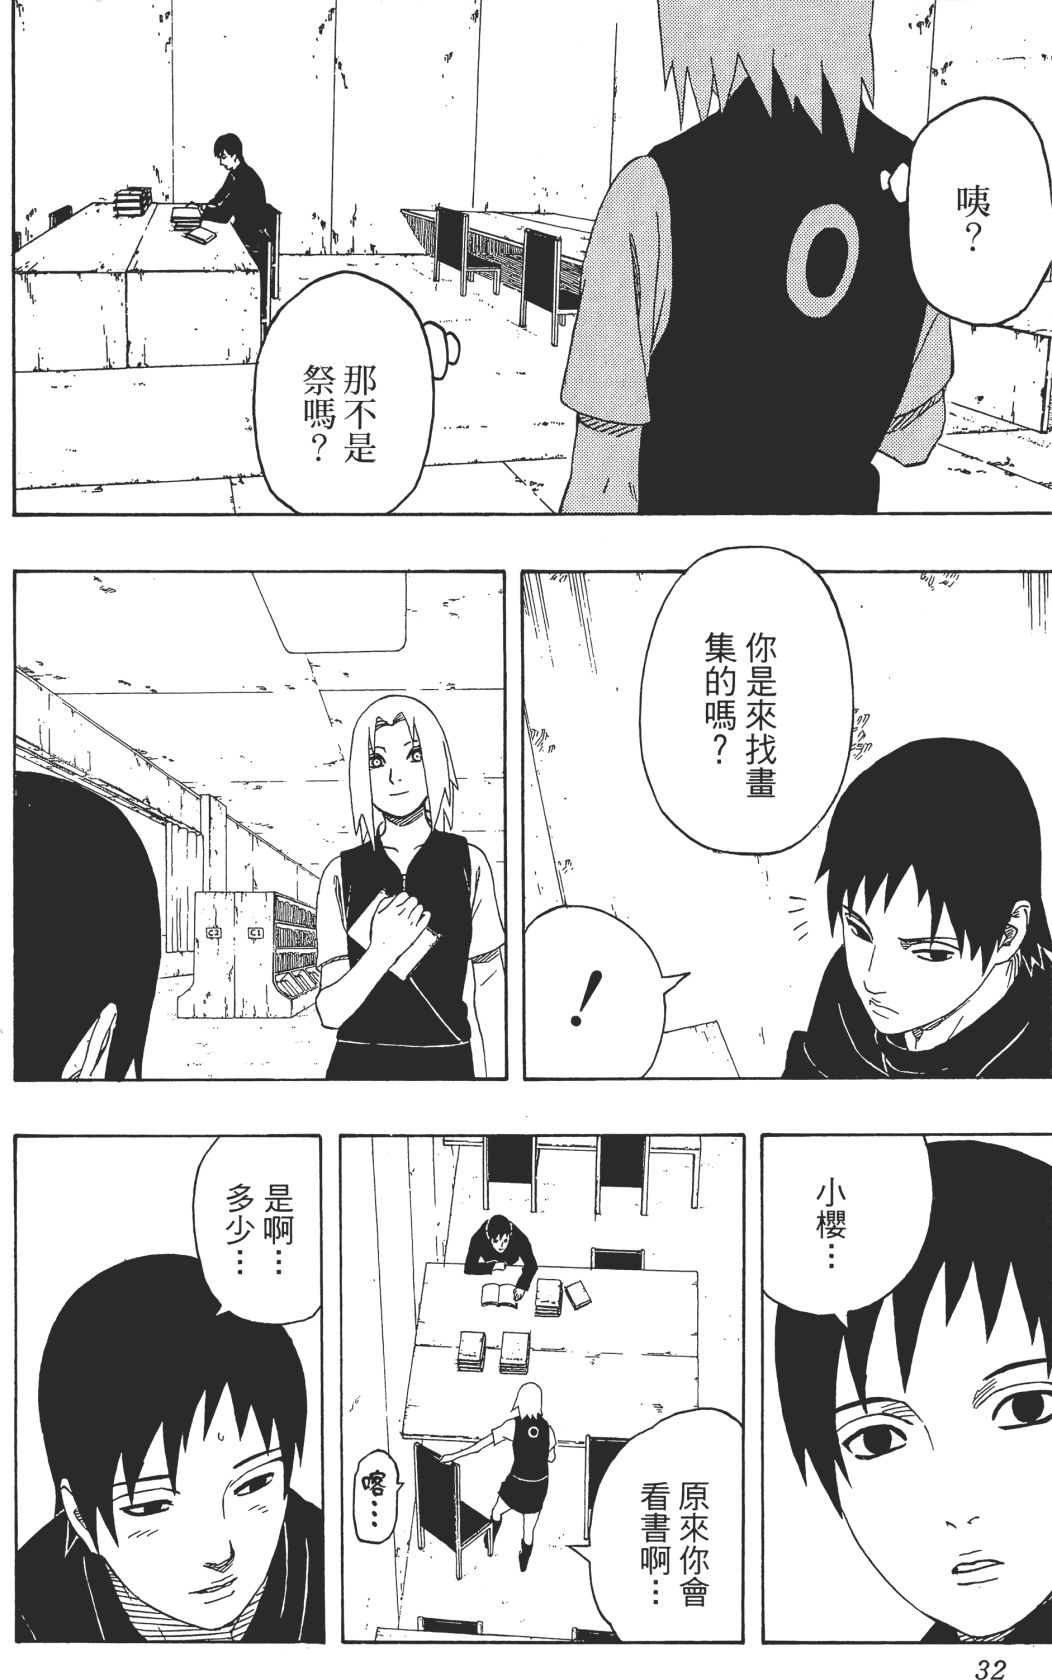 咦？
那不是
祭嗎？
你是來找畫
集的嗎？
！
C2
C1
小櫻…
原來你會
看書啊…
喀…
是啊…
多少…
32